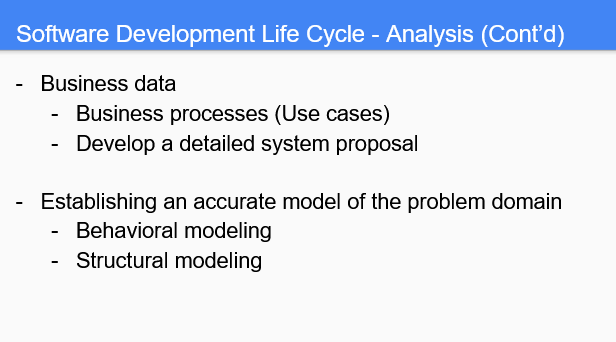 Software Development Life Cycle - Analysis (Cont’d)
- Business data
- Business processes (Use cases)
- Develop a detailed system proposal
- Establishing an accurate model of the problem domain
- Behavioral modeling
- Structural modeling